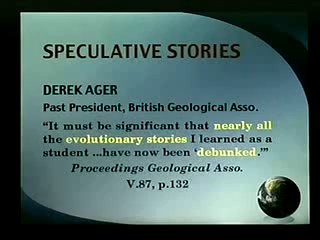 SPECULATIVE STORIES
DEREK AGER
Past President, British Geological Asso.
“It must be significant that nearly all
the evolutionary stories I learned as a
student ...have now been ‘debunked.’”
Proceedings Geological Asso.
V.87, p.132